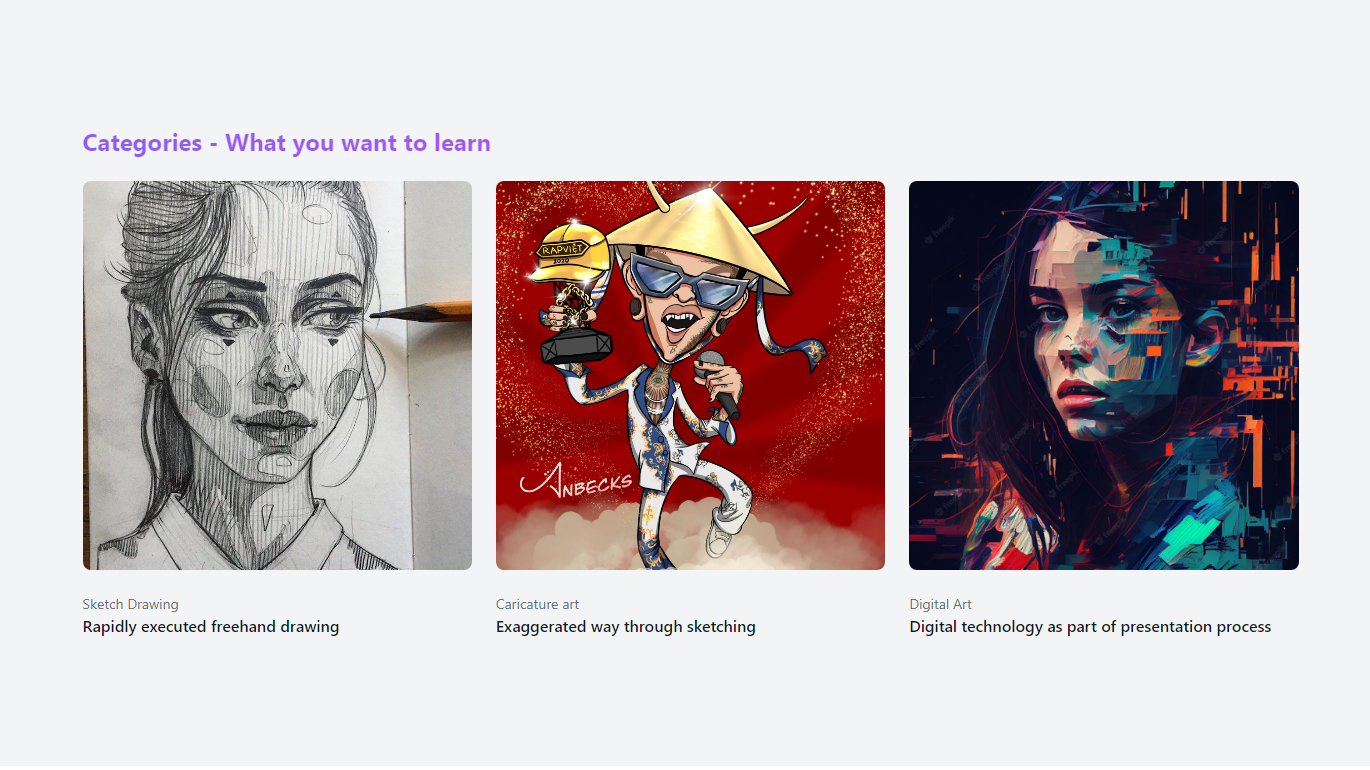 Categories - What you want to learn
RAPVIỆT
2020
ANBECKS
Sketch Drawing
Rapidly executed freehand drawing
Caricature art
Exaggerated way through sketching
Digital Art
Digital technology as part of presentation process